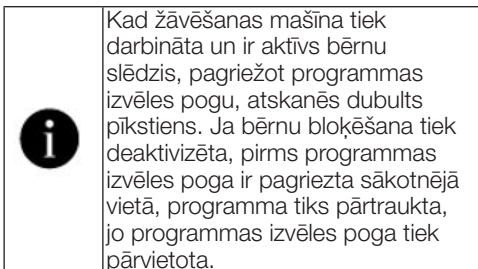 Kad žāvēšanas mašīna tiek
darbināta un ir aktīvs bērnu
slēdzis, pagriežot programmas
izvēles pogu, atskanēs dubults
pīkstiens. Ja bērnu bloķēšana tiek
deaktivizēta, pirms programmas
izvēles poga ir pagriezta sākotnējā
vietā, programma tiks pārtraukta,
jo programmas izvēles poga tiek
pārvietota.